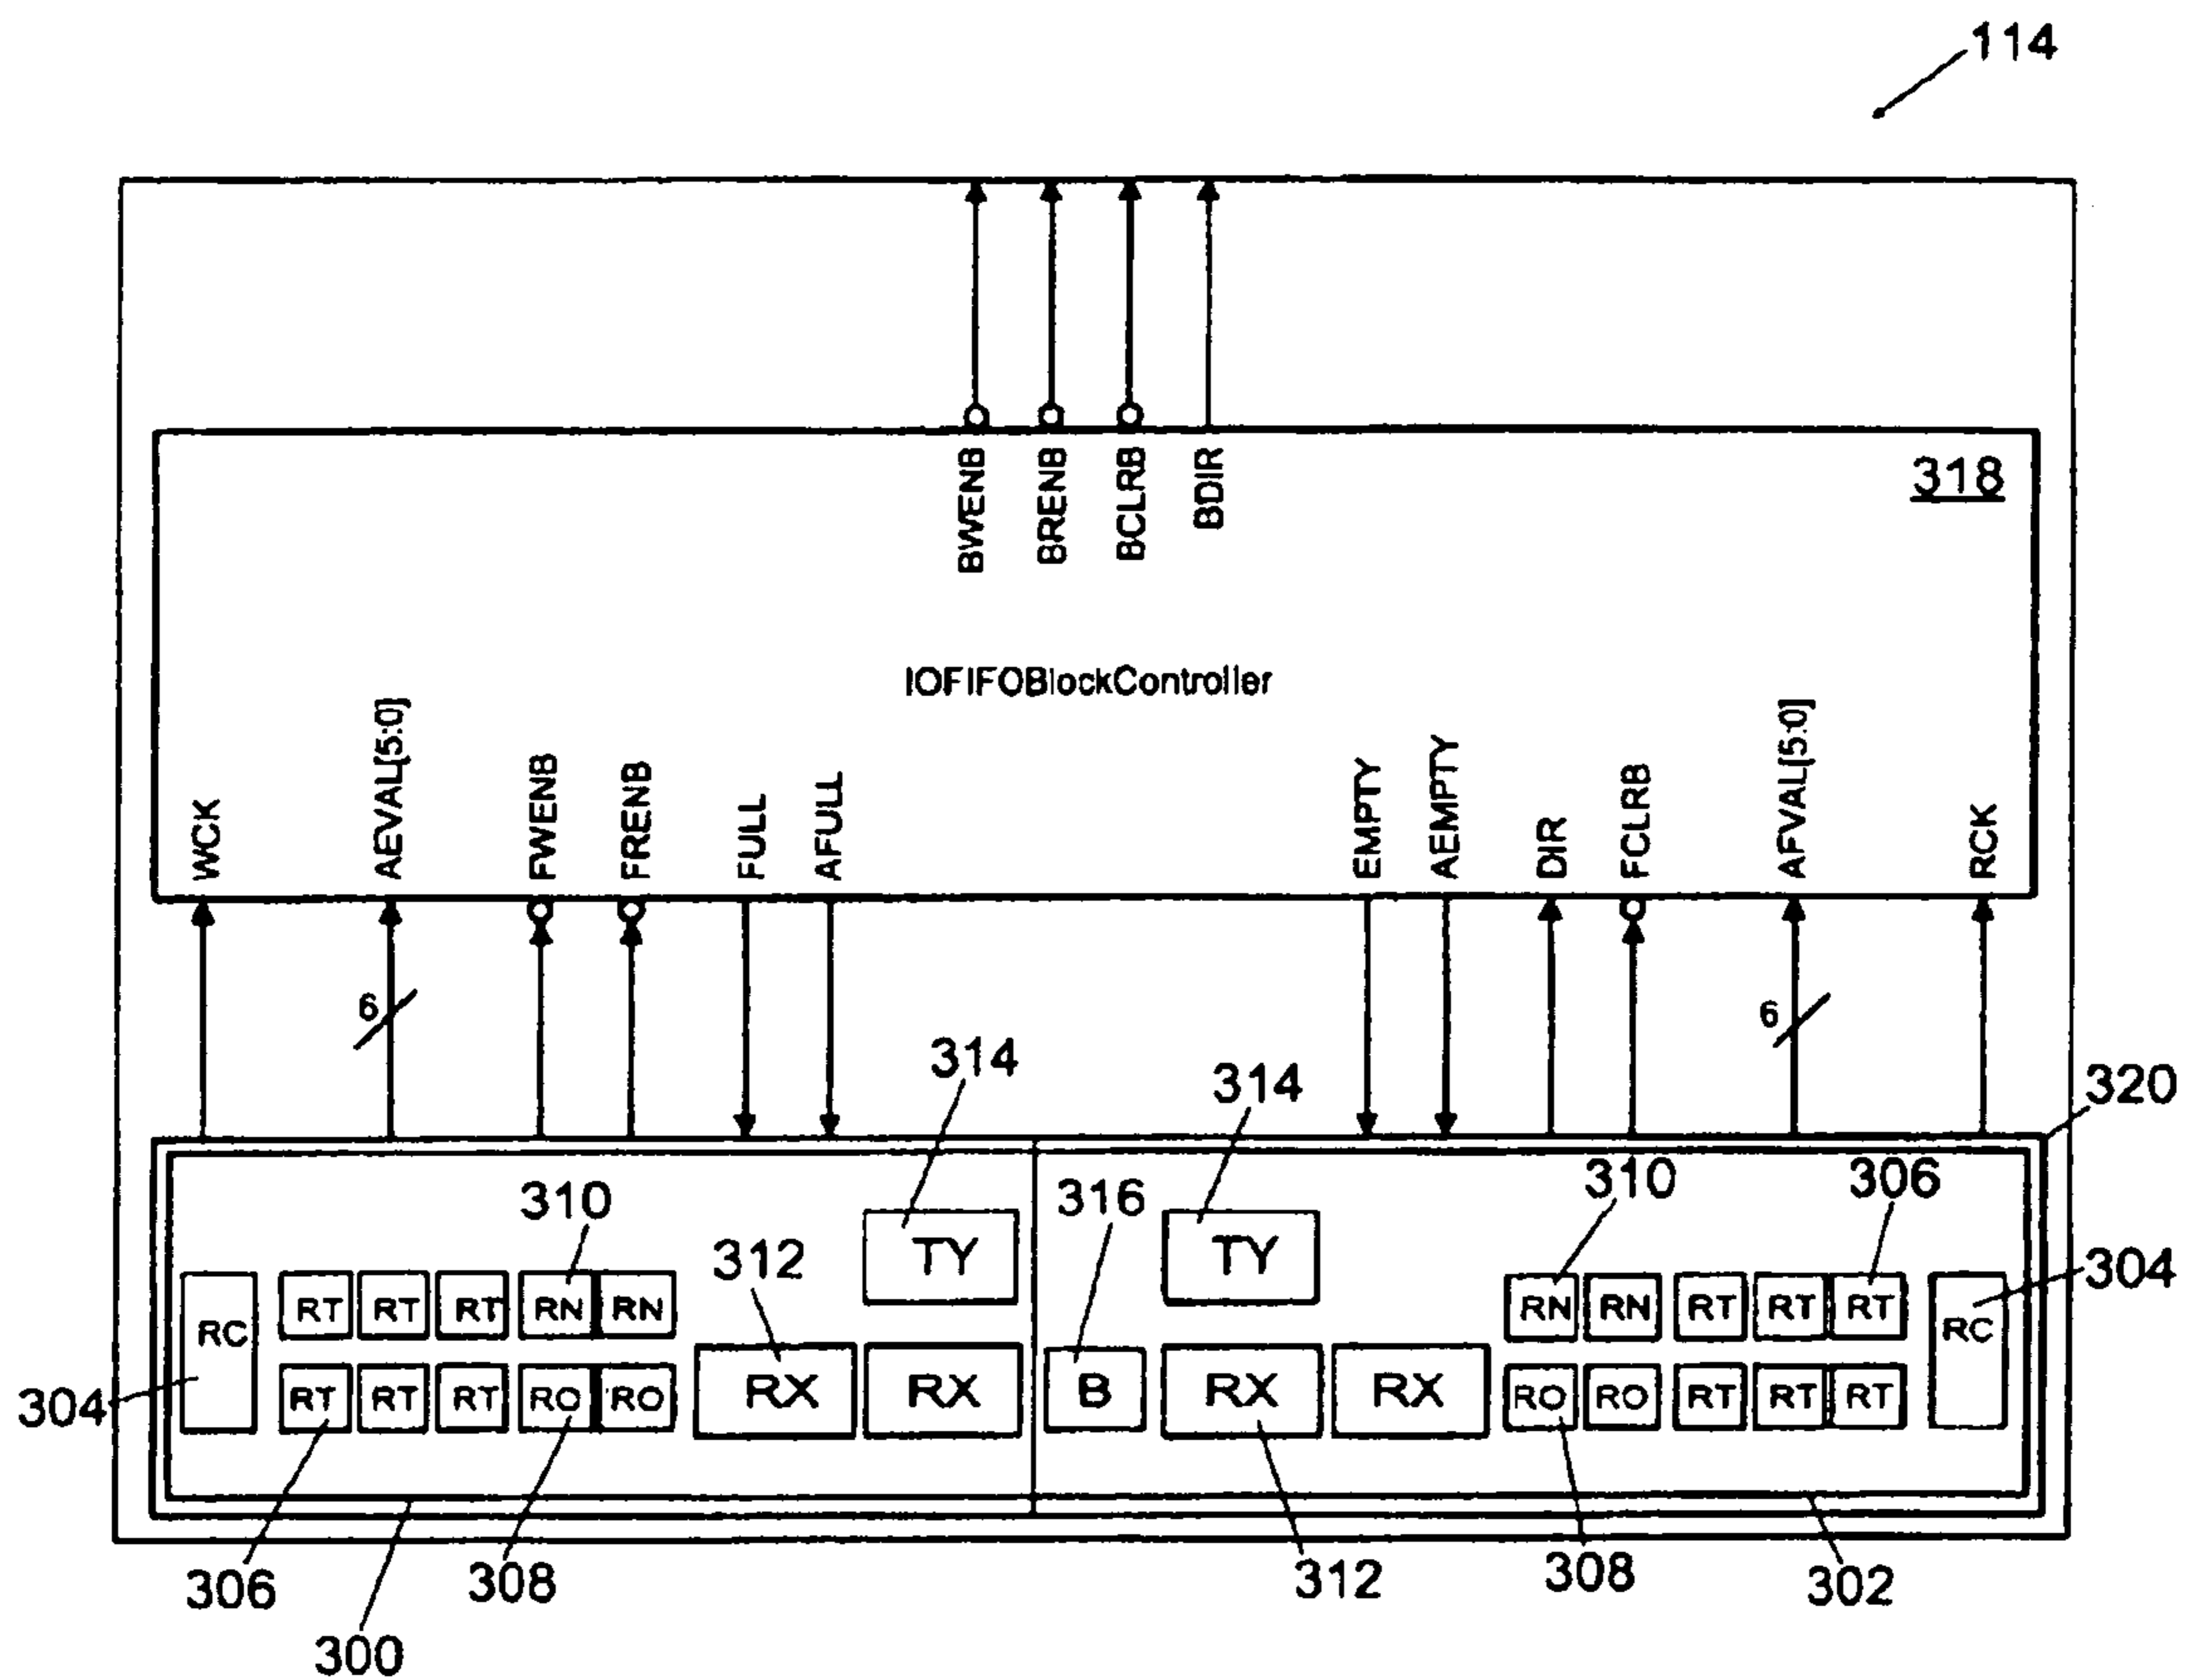 114
BWENB BRENB BCLRB BDIR
318
IOFIFOBlockController
WCK AEVAL[5:0] FWENB FRENB FULL AFULL EMPTY AEMPTY DIR FCLRB AFVAL[5:0] RCK
6 6
314 314 320
310 312 316 310 306 304
TY TY
RC RT RT RT RN RN RN RN RT RT RT RC
304 RT RT RT RO RO RX RX B RX RX RO RO RT RT RT
306 308 312 308 302
300